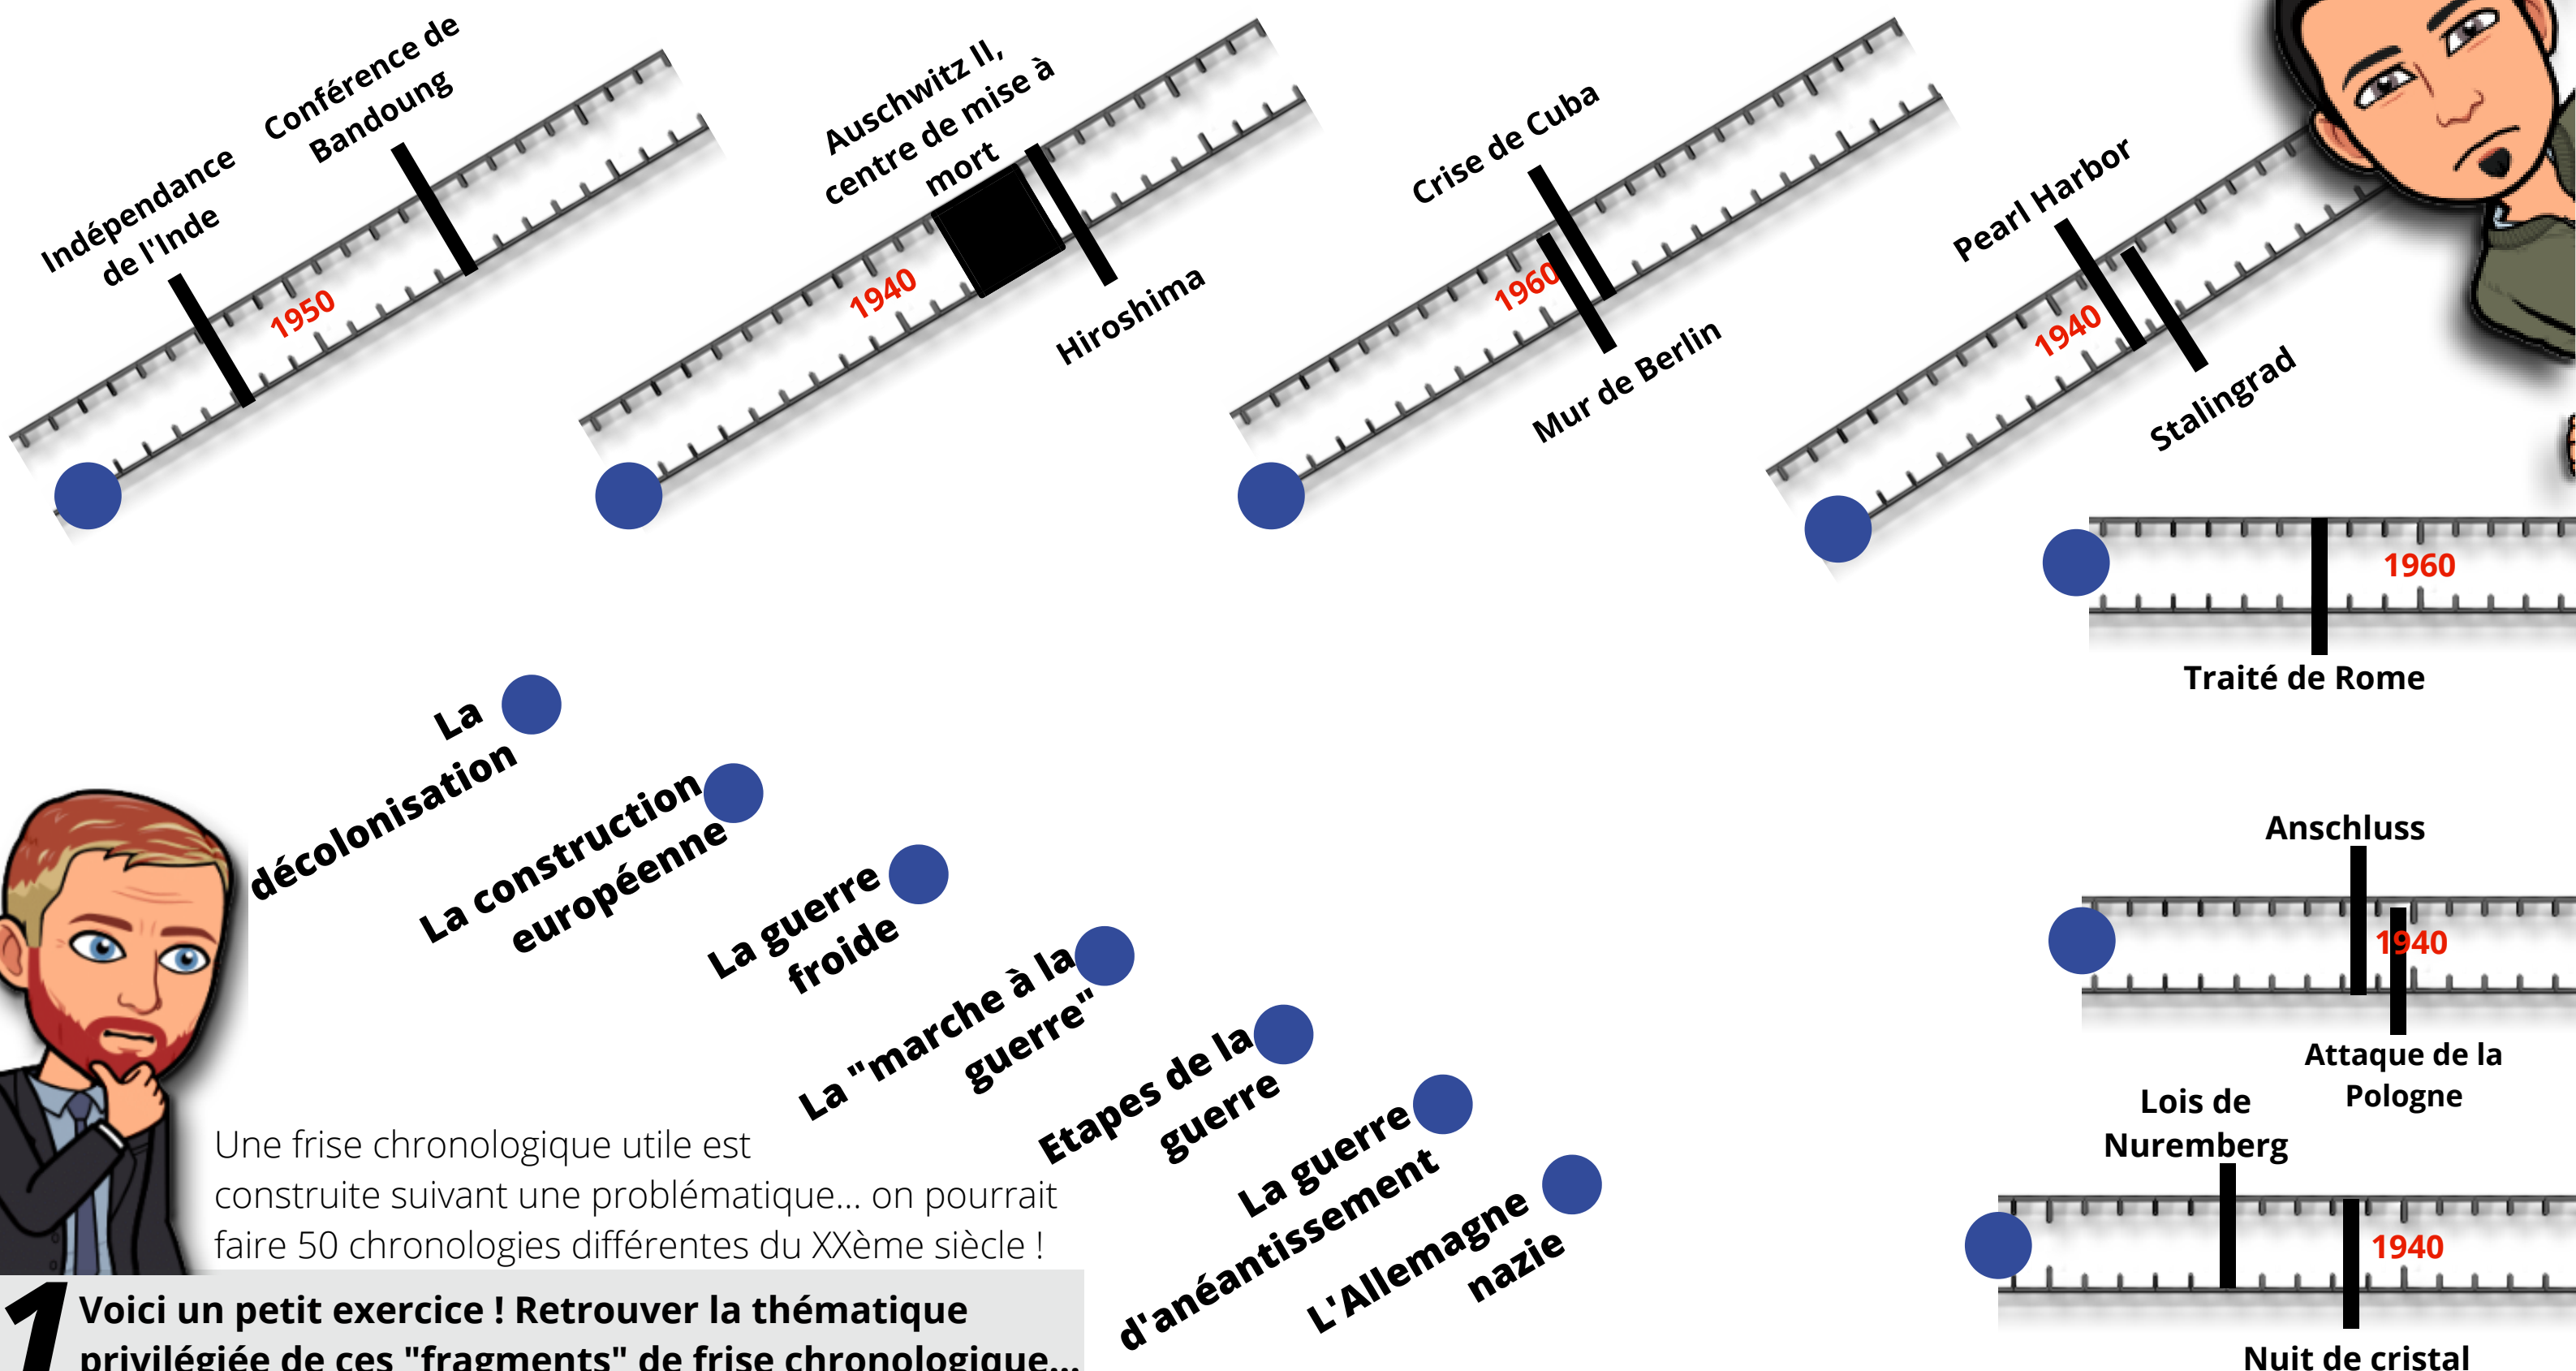 Indépendance
de l'Inde
Conférence de
Bandoung
1950
Auschwitz II,
centre de mise à
mort
1940
Hiroshima
Crise de Cuba
1960
Mur de Berlin
Pearl Harbor
1940
Stalingrad
1960
Traité de Rome
La
décolonisation
La construction
européenne
La guerre
froide
La "marche à la
guerre"
Etapes de la
guerre
La guerre
d'anéantissement
L'Allemagne
nazie
Anschluss
1940
Attaque de la
Pologne
Lois de
Nuremberg
1940
Nuit de cristal
Une frise chronologique utile est
construite suivant une problématique... on pourrait
faire 50 chronologies différentes du XXème siècle !
1
Voici un petit exercice ! Retrouver la thématique
privilégiée de ces "fragments" de frise chronologique...